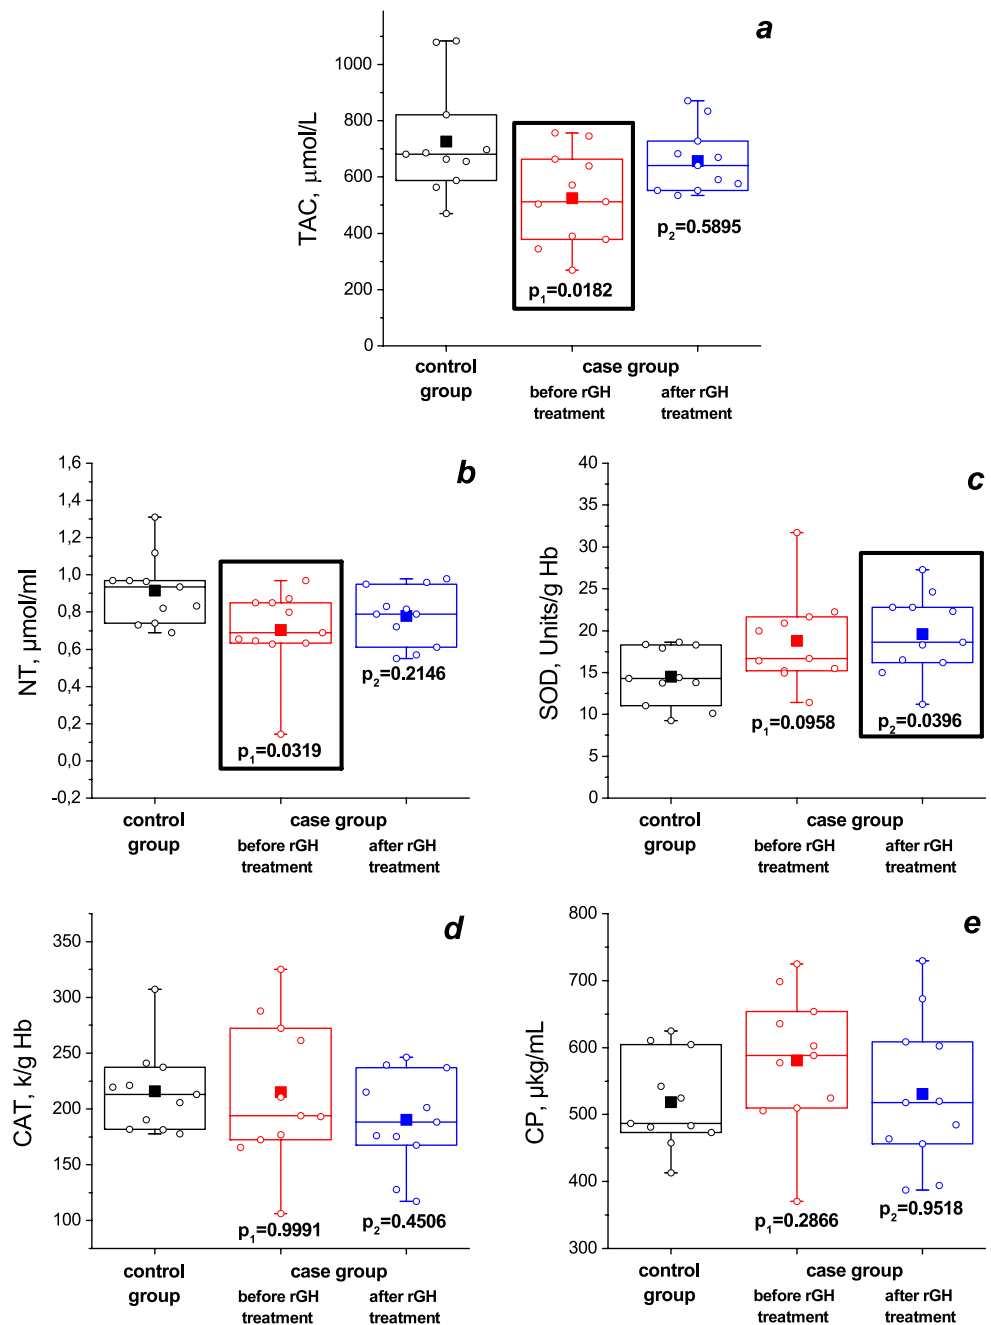 a
TAC, μmol/L
1000
800
600
400
200
0
p1=0.0182
p2=0.5895
control
group
case group
before rGH
treatment
after rGH
treatment
b
NT, μmol/ml
1,6
1,4
1,2
1,0
0,8
0,6
0,4
0,2
0,0
-0,2
p1=0.0319
p2=0.2146
control
group
case group
before rGH
treatment
after rGH
treatment
c
SOD, Units/g Hb
40
35
30
25
20
15
10
5
0
p1=0.0958
p2=0.0396
control
group
case group
before rGH
treatment
after rGH
treatment
d
CAT, k/g Hb
350
300
250
200
150
100
p1=0.9991
p2=0.4506
control
group
case group
before rGH
treatment
after rGH
treatment
e
CP, μkg/mL
800
700
600
500
400
300
p1=0.2866
p2=0.9518
control
group
case group
before rGH
treatment
after rGH
treatment